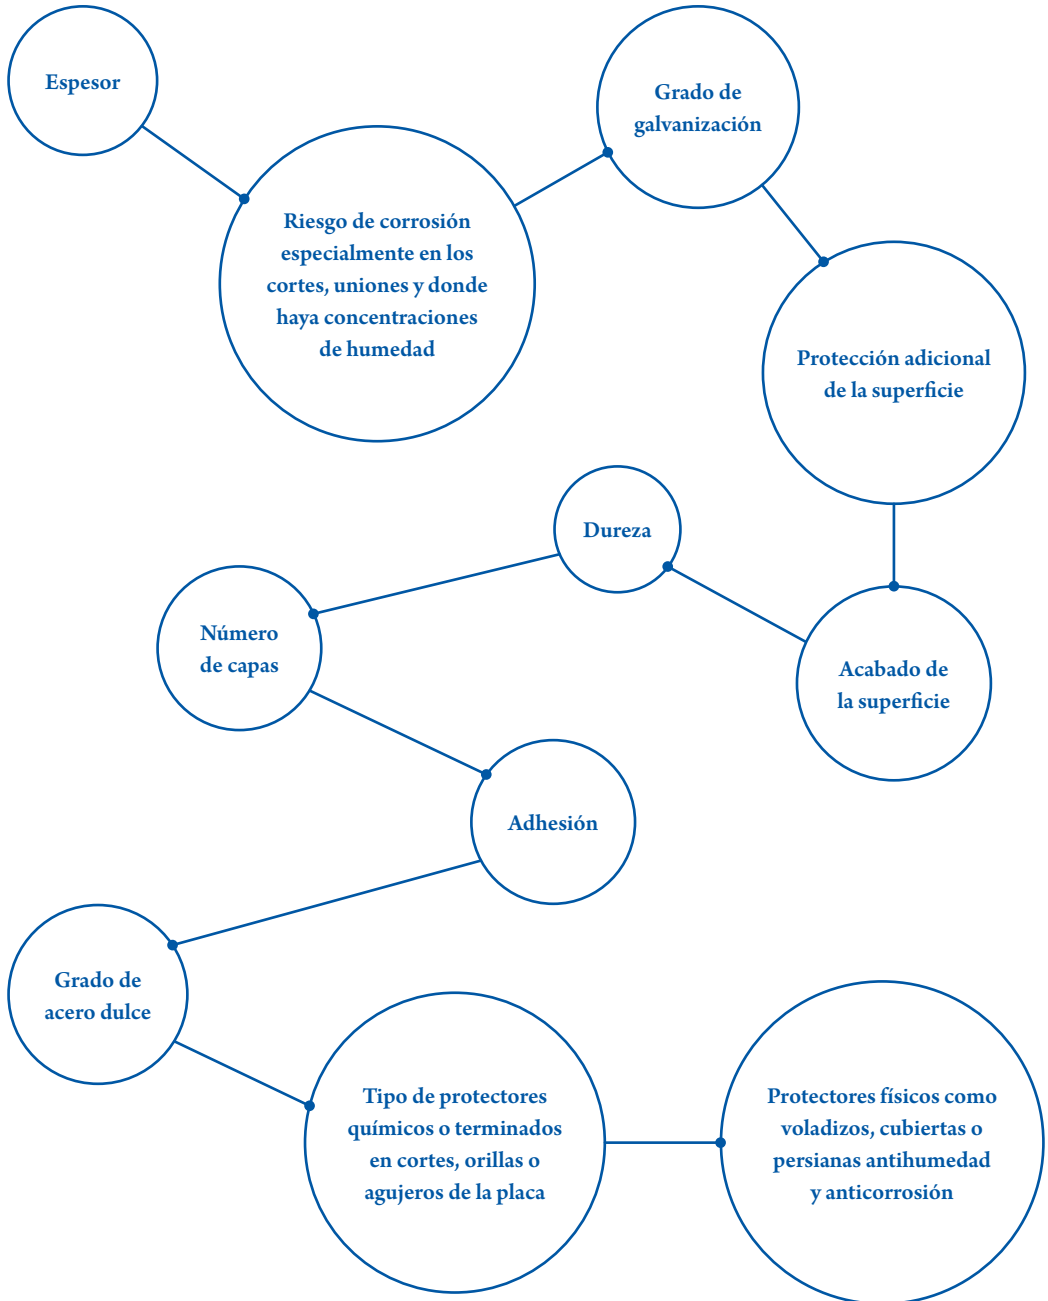 Espesor
Riesgo de corrosión
especialmente en los
cortes, uniones y donde
haya concentraciones
de humedad
Grado de
galvanización
Protección adicional
de la superficie
Acabado de
la superficie
Dureza
Número
de capas
Adhesión
Grado de
acero dulce
Tipo de protectores
químicos o terminados
en cortes, orillas o
agujeros de la placa
Protectores físicos como
voladizos, cubiertas o
persianas antihumedad
y anticorrosión